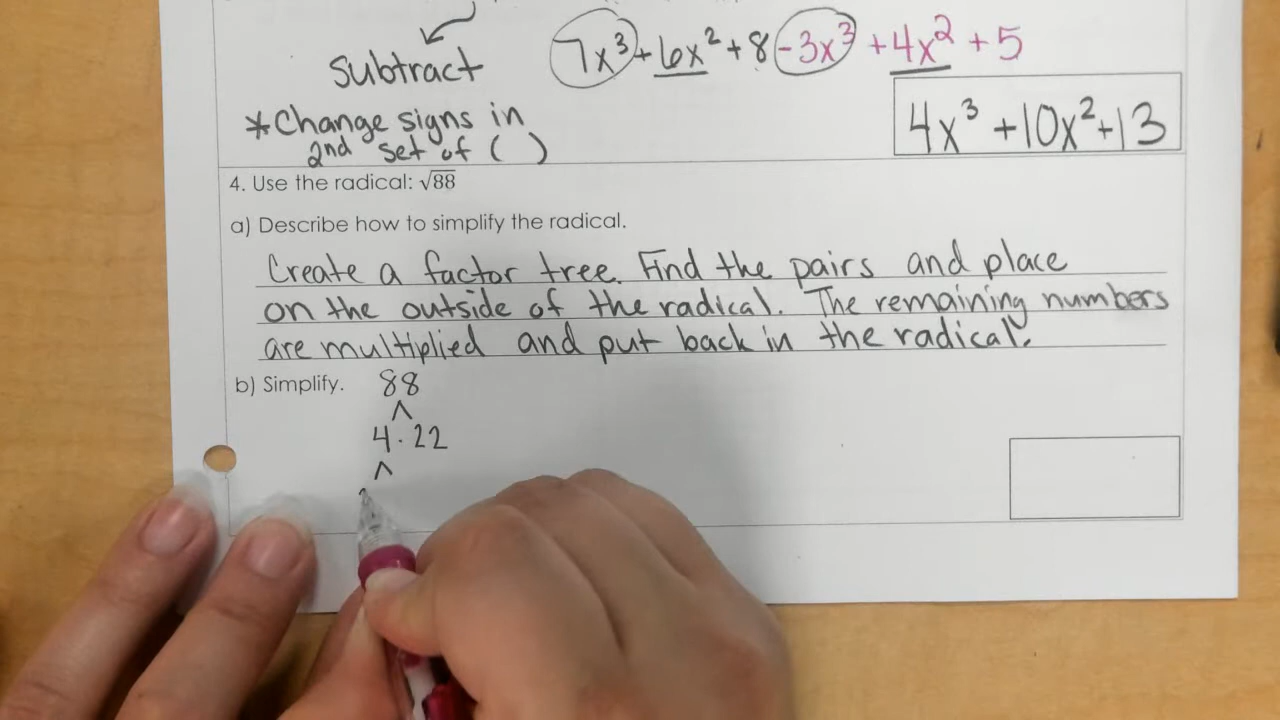 7x³ + 6x² + 8 - 3x³ + 4x² + 5
Subtract
*Change signs in
2nd set of ( )
4x³ + 10x² + 13
4. Use the radical: √88
a) Describe how to simplify the radical.
Create a factor tree. Find the pairs and place
on the outside of the radical. The remaining numbers
are multiplied and put back in the radical.
b) Simplify. 88
4 · 22